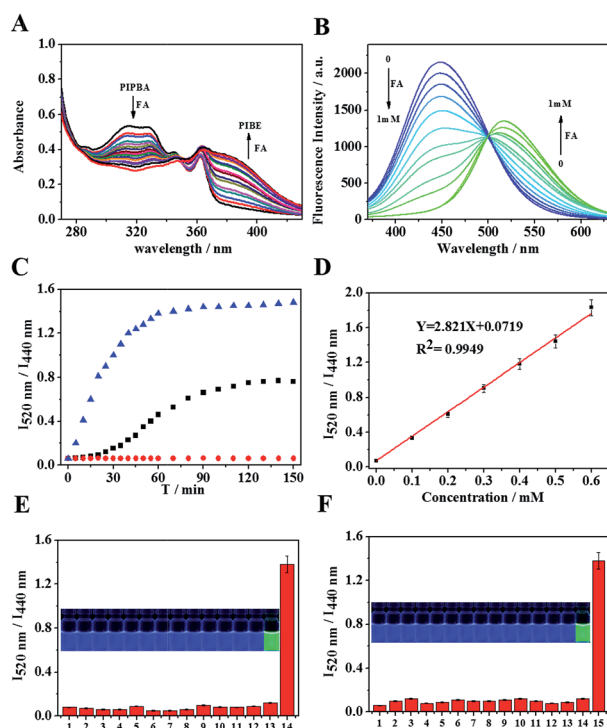 A
PIPBA
FA
PIBE
FA
Absorbance
1.0
0.8
0.6
0.4
0.2
0.0
280
320
360
400
wavelength / nm
B
0
FA
1mM
1mM
FA
0
Fluorescence Intensity / a.u.
2000
1750
1500
1250
1000
750
500
250
0
400
450
500
550
600
Wavelength / nm
C
I520 nm / I440 nm
1.6
1.2
0.8
0.4
0.0
0
30
60
90
120
150
T / min
D
Y=2.821X+0.0719
R2= 0.9949
I520 nm / I440 nm
2.0
1.6
1.2
0.8
0.4
0.0
0.0 0.1 0.2 0.3 0.4 0.5 0.6
Concentration / mM
E
I520 nm / I440 nm
1.6
1.2
0.8
0.4
0.0
1 2 3 4 5 6 7 8 9 10 11 12 13 14
F
I520 nm / I440 nm
1.6
1.2
0.8
0.4
0.0
1 2 3 4 5 6 7 8 9 10 11 12 13 14 15